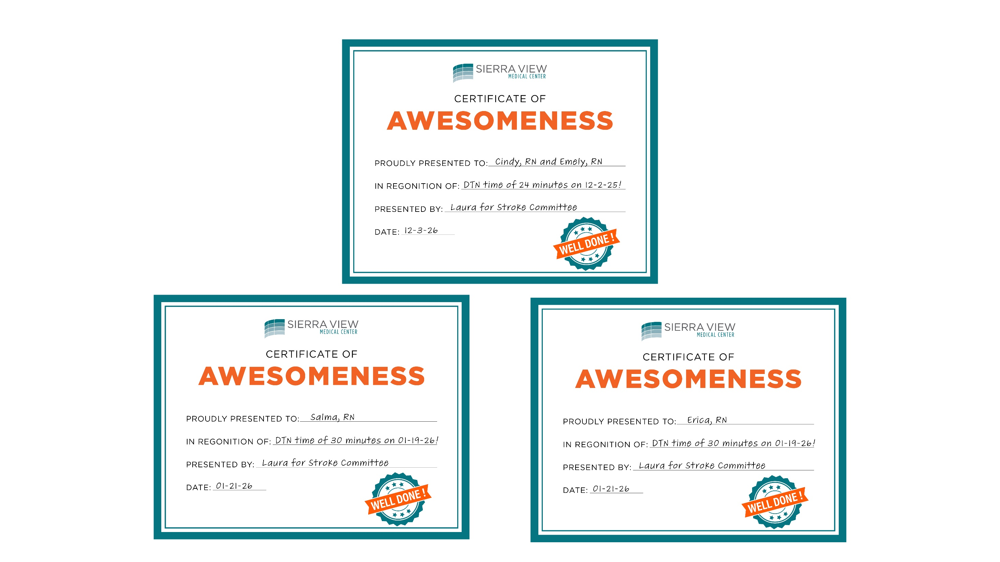 SIERRA VIEW
MEDICAL CENTER
CERTIFICATE OF
AWESOMENESS
PROUDLY PRESENTED TO: Cindy, RN and Emely, RN
IN REGONITION OF: DTN time of 24 minutes on 12-2-25!
PRESENTED BY: Laura for Stroke Committee
DATE: 12-3-26
WELL DONE !
SIERRA VIEW
MEDICAL CENTER
CERTIFICATE OF
AWESOMENESS
PROUDLY PRESENTED TO: Salma, RN
IN REGONITION OF: DTN time of 30 minutes on 01-19-26!
PRESENTED BY: Laura for Stroke Committee
DATE: 01-21-26
WELL DONE !
SIERRA VIEW
MEDICAL CENTER
CERTIFICATE OF
AWESOMENESS
PROUDLY PRESENTED TO: Erica, RN
IN REGONITION OF: DTN time of 30 minutes on 01-19-26!
PRESENTED BY: Laura for Stroke Committee
DATE: 01-21-26
WELL DONE !